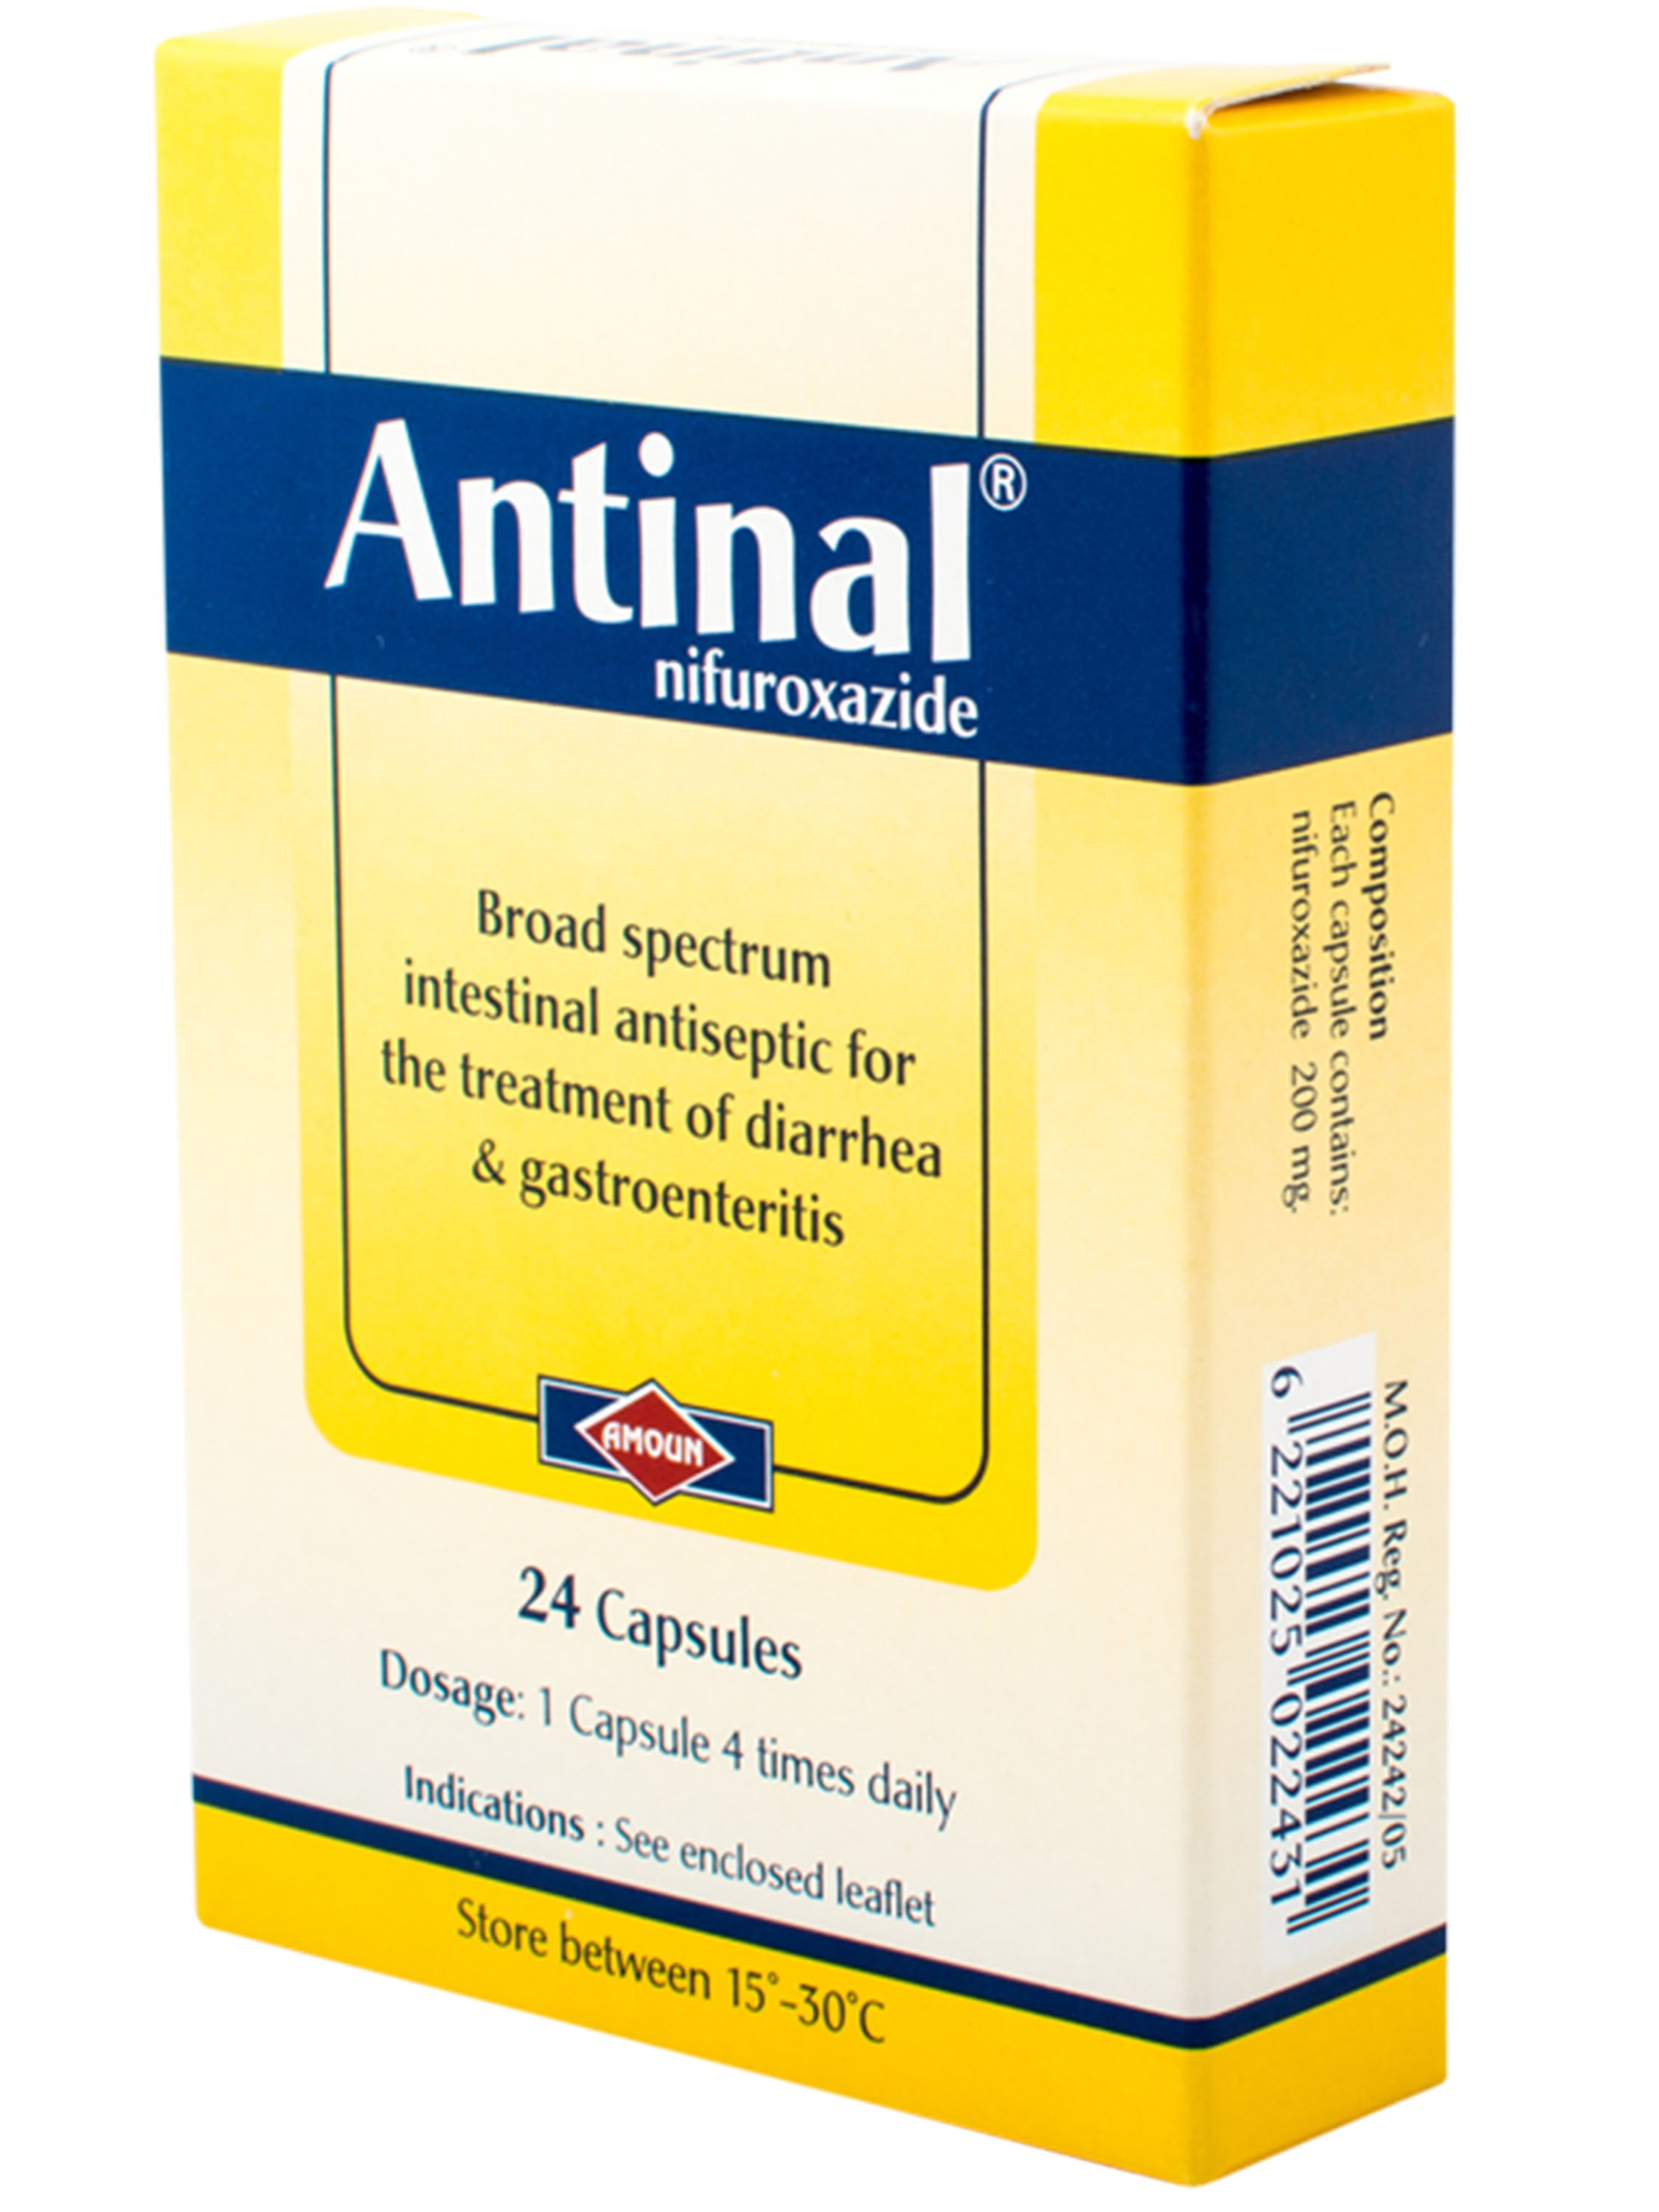 Antinal®
Antinal®
nifuroxazide
Broad spectrum
intestinal antiseptic for
the treatment of diarrhea
& gastroenteritis
AMOUN
24 Capsules
Dosage: 1 Capsule 4 times daily
Indications : See enclosed leaflet
Store between 15°-30°C
Composition
Each capsule contains:
nifuroxazide 200 mg.
M.O.H. Reg. No.: 24242/05
6 221025 022431